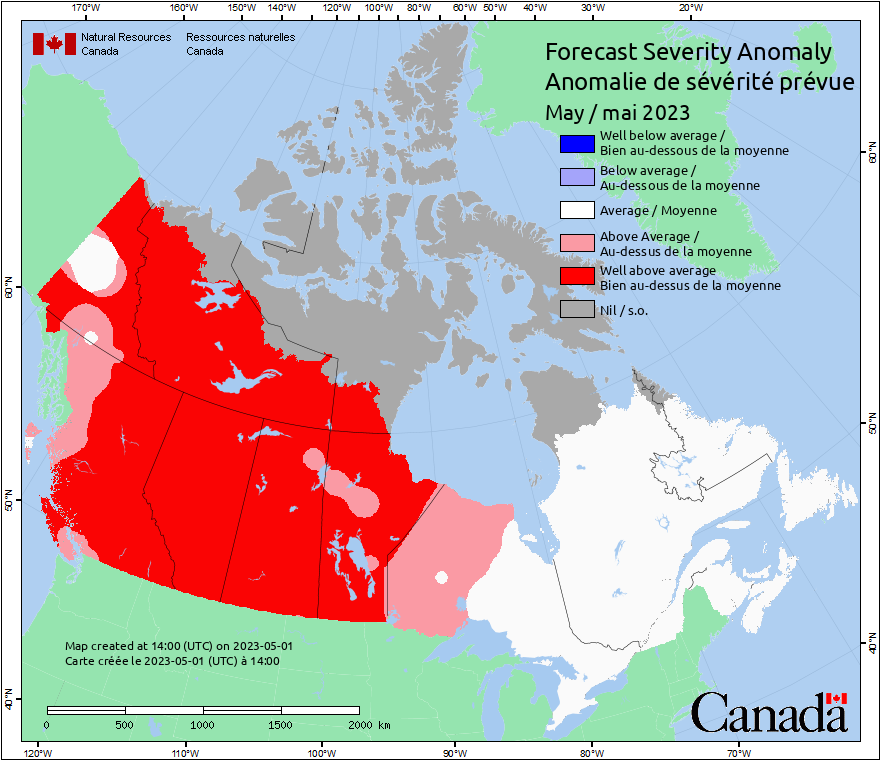 170°W 160°W 150°W 140°W 130°W 120°W 110°W 100°W 90°W 80°W 60°W 50°W 40°W 30°W 20°W
Natural Resources Canada
Ressources naturelles Canada
Forecast Severity Anomaly
Anomalie de sévérité prévue
May / mai 2023
Well below average /
Bien au-dessous de la moyenne
Below average /
Au-dessous de la moyenne
Average / Moyenne
Above Average /
Au-dessus de la moyenne
Well above average
Bien au-dessus de la moyenne
Nil / s.o.
60°N
50°N
40°N
60°N
50°N
40°N
Map created at 14:00 (UTC) on 2023-05-01
Carte créée le 2023-05-01 (UTC) à 14:00
0 500 1000 1500 2000 km
Canada
120°W 110°W 100°W 90°W 80°W 70°W